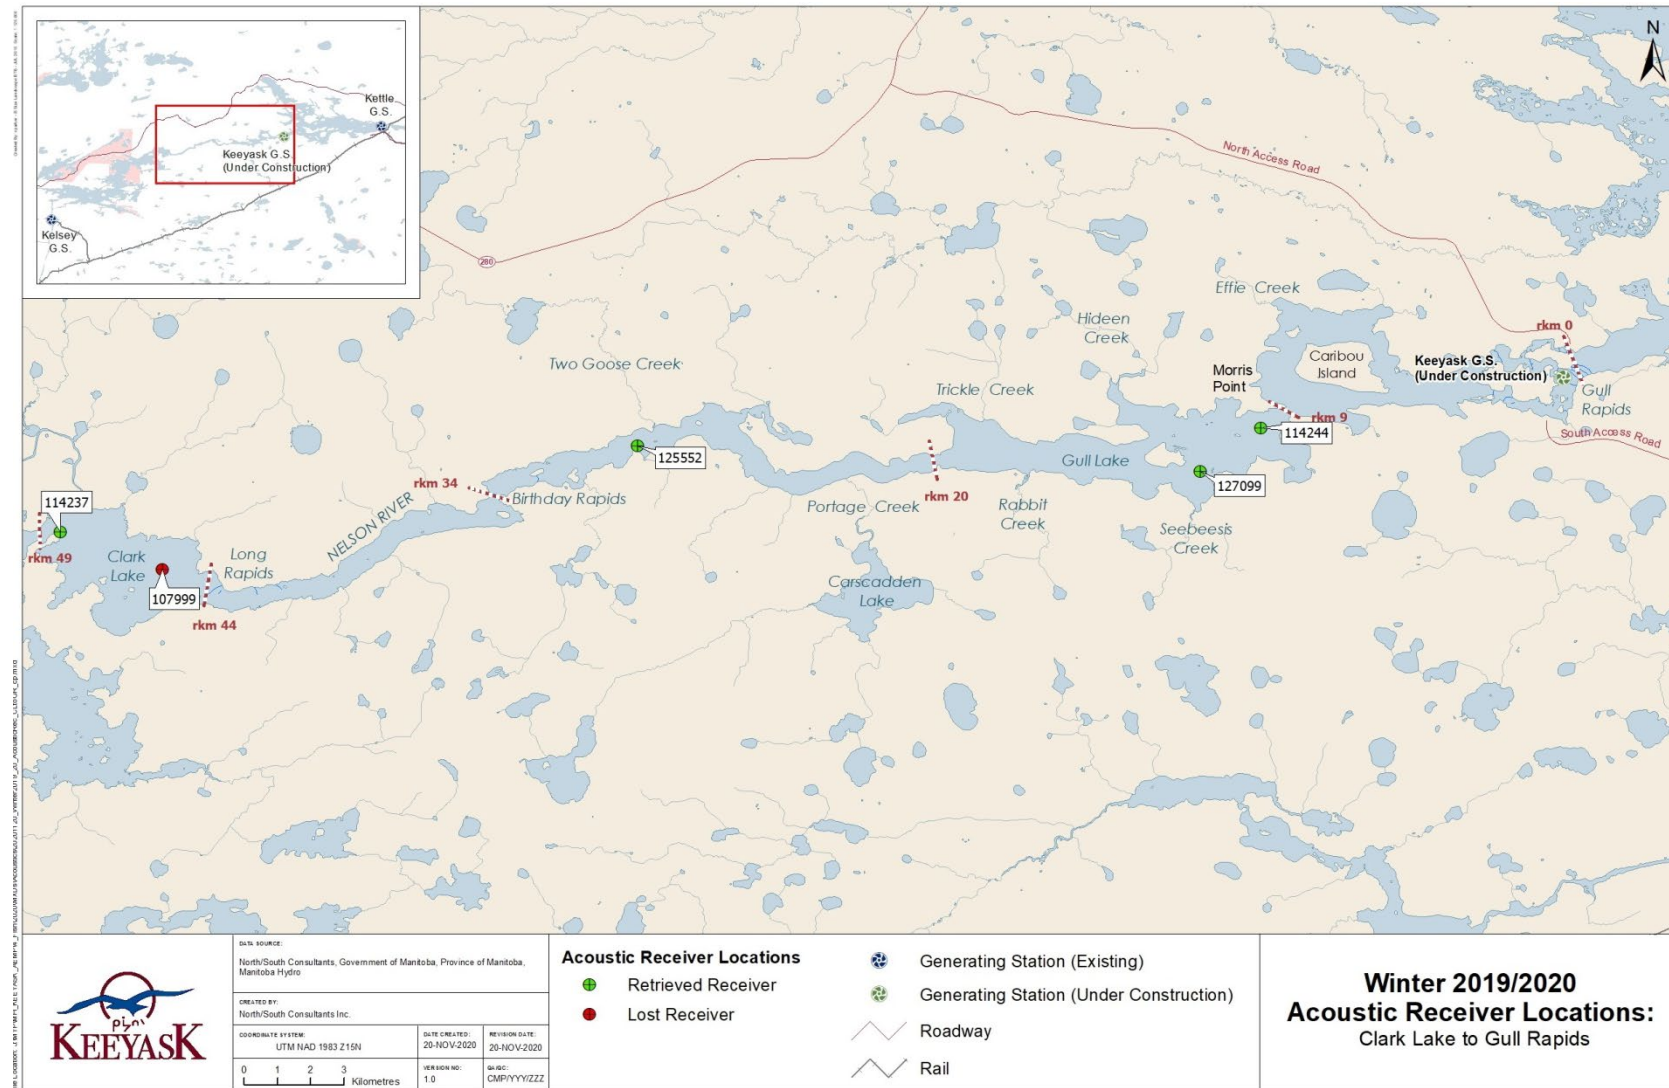 N
Kettle
G.S.
Keeyask G.S.
(Under Construction)
Kelsey
G.S.
280
North Access Road
Effie Creek
Hideen
Creek
rkm 0
Caribou
Island
Keeyask G.S.
(Under Construction)
Morris
Point
Two Goose Creek
Trickle Creek
Gull
Rapids
rkm 9
114244
South Access Road
125552
Gull Lake
rkm 34
Birthday Rapids
127099
114237
NELSON RIVER
Portage Creek
rkm 20
Rabbit
Creek
Seebeesis
Creek
rkm 49
Clark
Lake
Long
Rapids
Carscadden
Lake
107999
rkm 44
DATA SOURCE:
North/South Consultants, Government of Manitoba, Province of Manitoba,
Manitoba Hydro
CREATED BY:
North/South Consultants Inc.
COORDINATE SYSTEM:
UTM NAD 1983 Z15N
DATE CREATED:
20-NOV-2020
REVISION DATE:
20-NOV-2020
0 1 2 3 Kilometres
VERSION NO:
1.0
QA/QC:
CMP/YYY/ZZZ
KEEYASK
Acoustic Receiver Locations
Retrieved Receiver
Lost Receiver
Generating Station (Existing)
Generating Station (Under Construction)
Roadway
Rail
Winter 2019/2020
Acoustic Receiver Locations:
Clark Lake to Gull Rapids